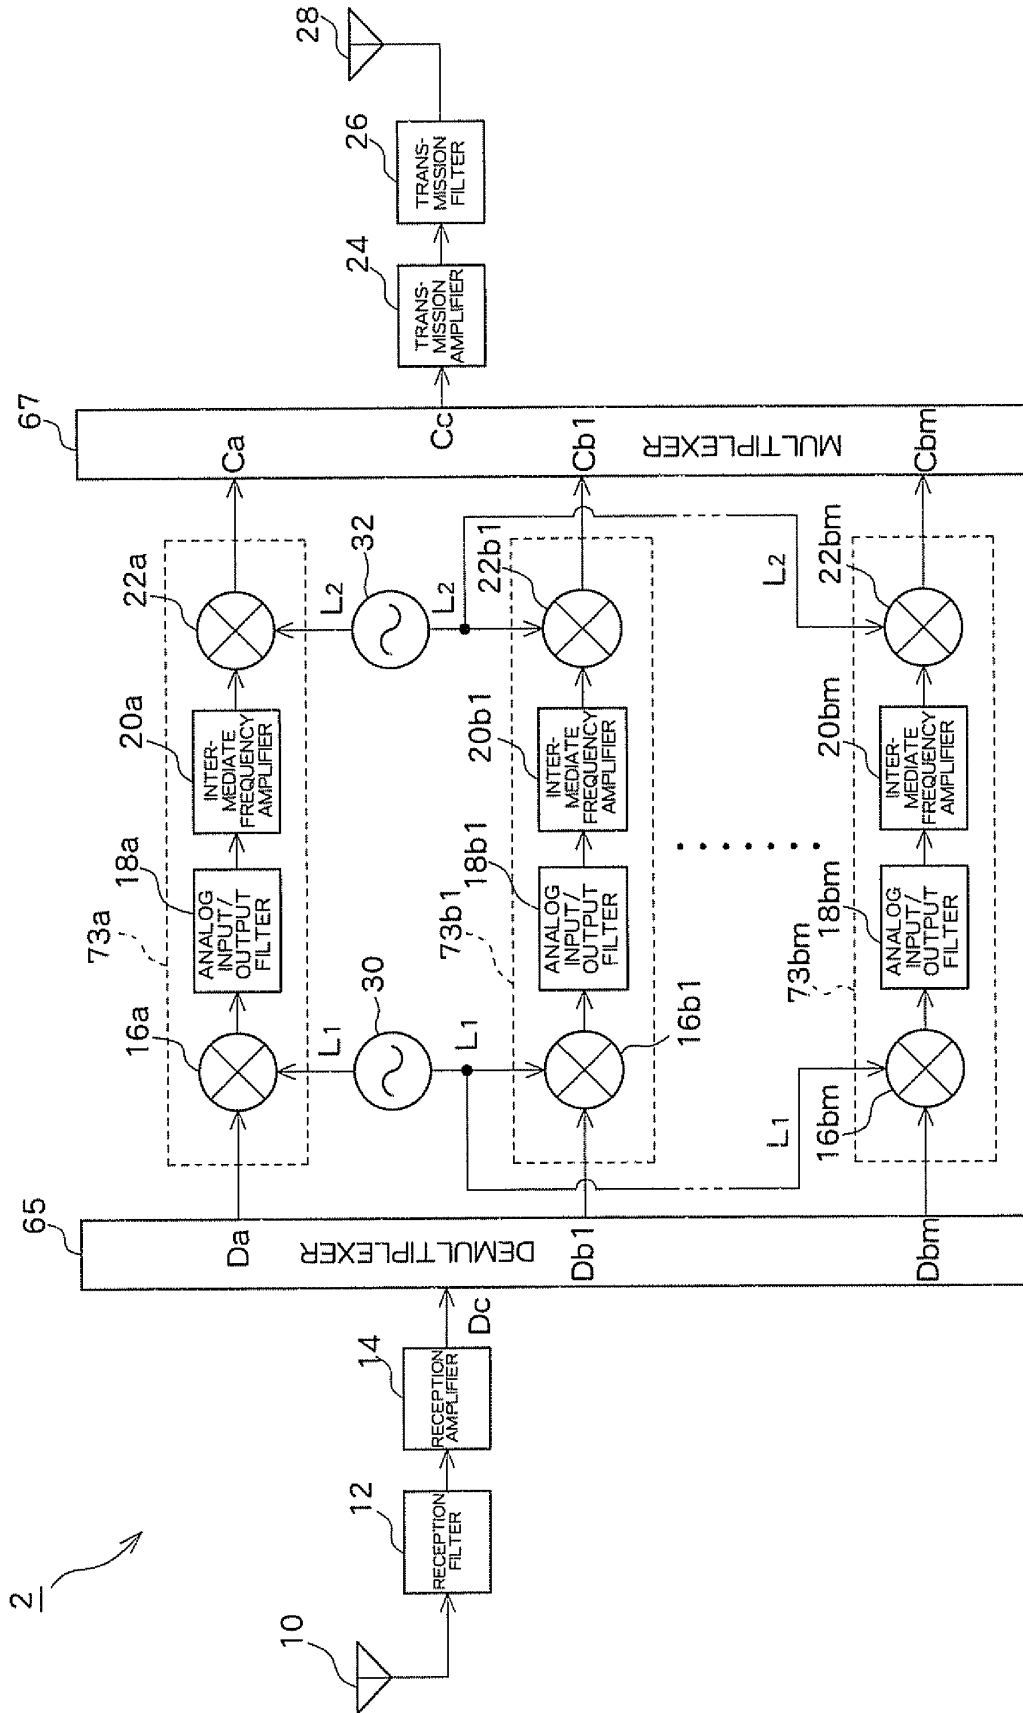 2
10
12
RECEPTION
FILTER
14
RECEPTION
AMPLIFIER
Dc
65
DEMULTIPLEXER
Da
Db1
Dbm
73a
16a
18a
ANALOG
INPUT/
OUTPUT
FILTER
20a
INTER-
MEDIATE
FREQUENCY
AMPLIFIER
22a
L1
30
L1
L2
32
L2
73b1
16b1
18b1
ANALOG
INPUT/
OUTPUT
FILTER
20b1
INTER-
MEDIATE
FREQUENCY
AMPLIFIER
22b1
L1
L2
73bm
16bm
18bm
ANALOG
INPUT/
OUTPUT
FILTER
20bm
INTER-
MEDIATE
FREQUENCY
AMPLIFIER
22bm
67
Ca
Cc
Cb1
Cbm
MULTIPLEXER
24
TRANS-
MISSION
AMPLIFIER
26
TRANS-
MISSION
FILTER
28